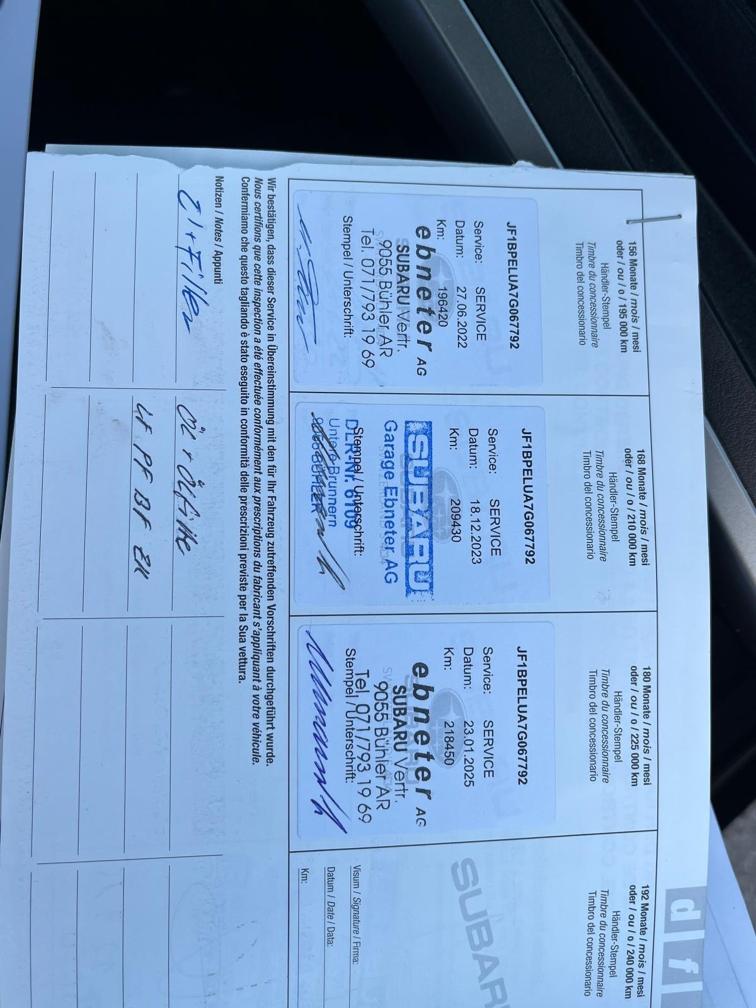 d f
156 Monate / mois / mesi
oder / ou / o / 195 000 km
Händler-Stempel
Timbre du concessionnaire
Timbro del concessionario
JF1BPELUA7G067792
Service: SERVICE
Datum: 27.06.2022
Km: 196420
ebneter AG
SUBARU Vertr.
9055 Bühler AR
Tel. 071/793 19 69
Stempel / Unterschrift:
168 Monate / mois / mesi
oder / ou / o / 210 000 km
Händler-Stempel
Timbre du concessionnaire
Timbro del concessionario
JF1BPELUA7G067792
Service: SERVICE
Datum: 18.12.2023
Km: 209430
SUBARU
Garage Ebneter AG
DLR-Nr. 6109
Stempel / Unterschrift:
Untere Brunnern
180 Monate / mois / mesi
oder / ou / o / 225 000 km
Händler-Stempel
Timbre du concessionnaire
Timbro del concessionario
JF1BPELUA7G067792
Service: SERVICE
Datum: 23.01.2025
Km: 218450
ebneter AG
SUBARU Vertr.
9055 Bühler AR
Tel. 071/793 19 69
Stempel / Unterschrift:
192 Monate / mois / mesi
oder / ou / o / 240 000 km
Händler-Stempel
Timbre du concessionnaire
Timbro del concessionario
SUBAR
Visum / Signature / Firma:
Datum / Date / Data:
Km:
Wir bestätigen, dass dieser Service in Übereinstimmung mit den für Ihr Fahrzeug zutreffenden Vorschriften durchgeführt wurde.
Nous certifions que cette inspection a été effectuée conformément aux prescriptions du fabricant s'appliquant à votre véhicule.
Confermiamo che questo tagliando è stato eseguito in conformità delle prescrizioni previste per la Sua vettura.
Notizen / Notes / Appunti
Öl + Filter
Öl + Ölfilter
LF PF BF ZK